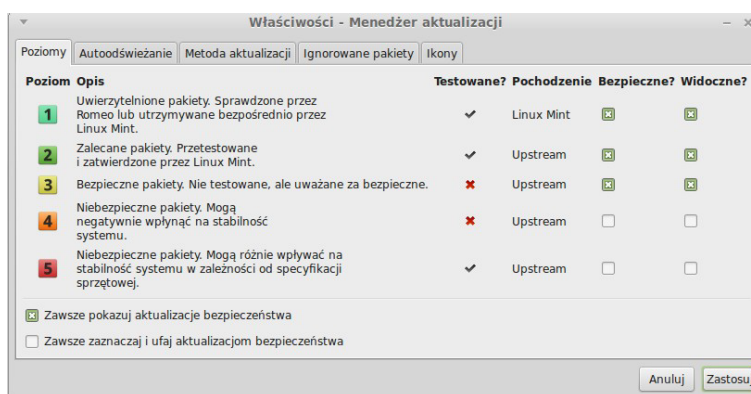 Właściwości - Menedżer aktualizacji
Poziomy Autoodświeżanie Metoda aktualizacji Ignorowane pakiety Ikony
Poziom Opis Testowane? Pochodzenie Bezpieczne? Widoczne?
Uwierzytelnione pakiety. Sprawdzone przez
1 Romeo lub utrzymywane bezpośrednio przez Linux Mint
Linux Mint.
2 Zalecane pakiety. Przetestowane Upstream
i zatwierdzone przez Linux Mint.
3 Bezpieczne pakiety. Nie testowane, ale uważane za bezpieczne. Upstream
Niebezpieczne pakiety. Mogą
4 negatywnie wpłynąć na stabilność Upstream
systemu.
Niebezpieczne pakiety. Mogą różnie wpływać na
5 stabilność systemu w zależności od specyfikacji Upstream
sprzętowej.
Zawsze pokazuj aktualizacje bezpieczeństwa
Zawsze zaznaczaj i ufaj aktualizacjom bezpieczeństwa
Anuluj Zastosuj